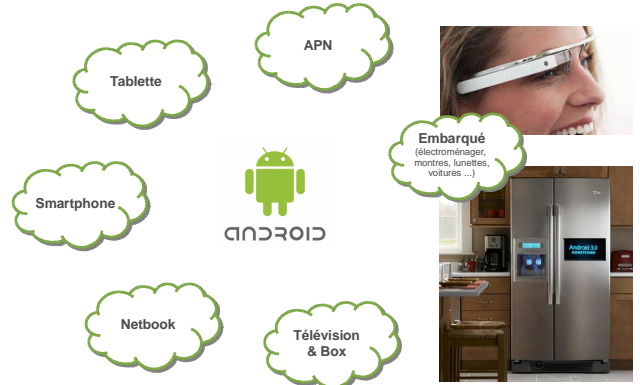 APN
Tablette
Embarqué
(électroménager,
montres, lunettes,
voitures ...)
Smartphone
ANDROID
Android 3.0
HONEYCOMB
Netbook
Télévision
& Box